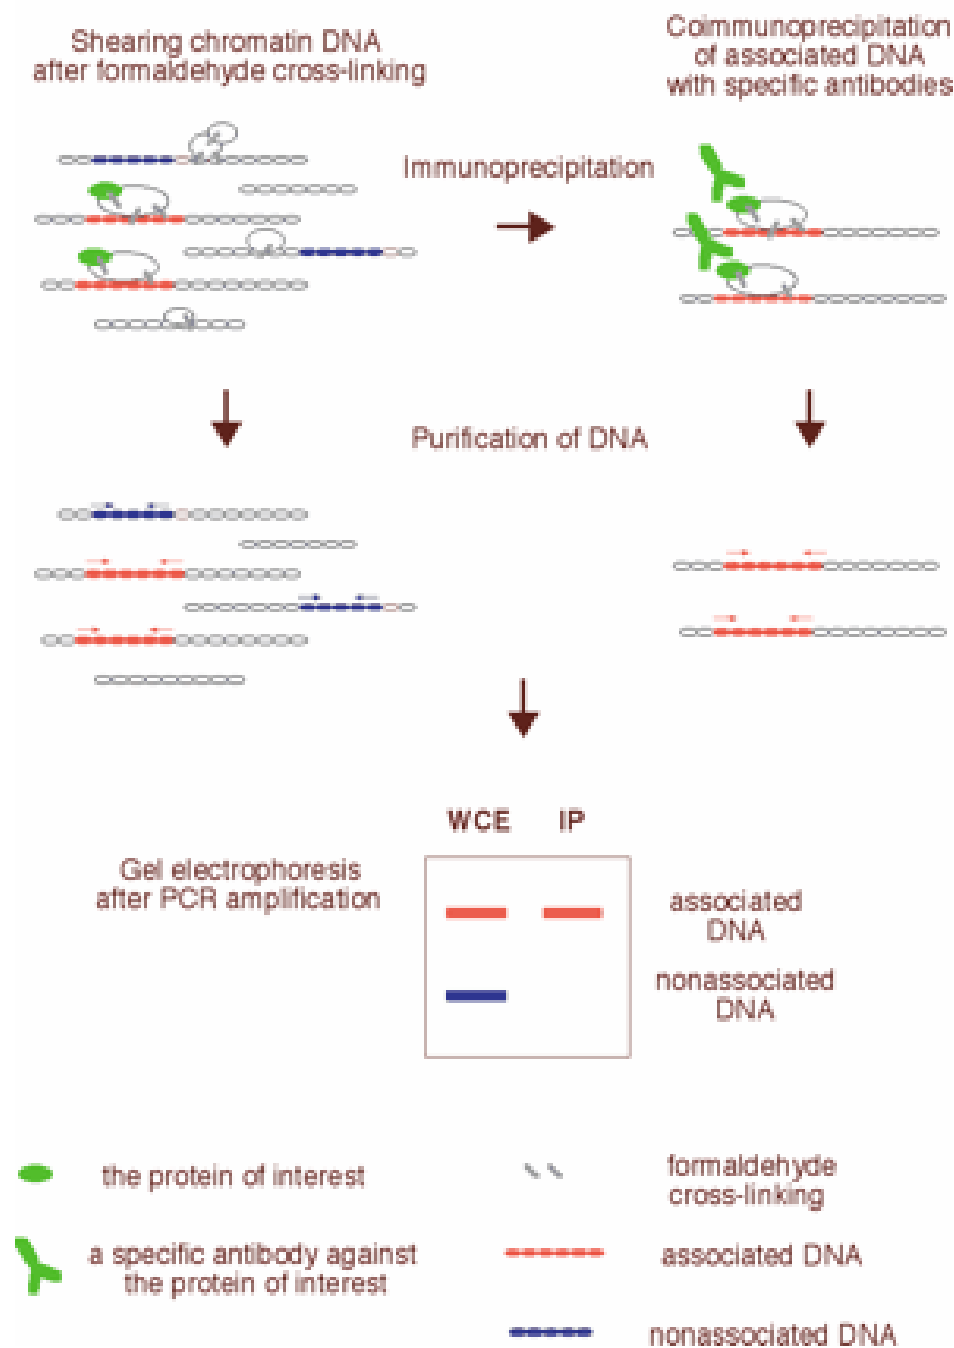 Shearing chromatin DNA
after formaldehyde cross-linking
Coimmunoprecipitation
of associated DNA
with specific antibodies
Immunoprecipitation
Purification of DNA
WCE IP
Gel electrophoresis
after PCR amplification
associated
DNA
nonassociated
DNA
the protein of interest
formaldehyde
cross-linking
a specific antibody against
the protein of interest
associated DNA
nonassociated DNA